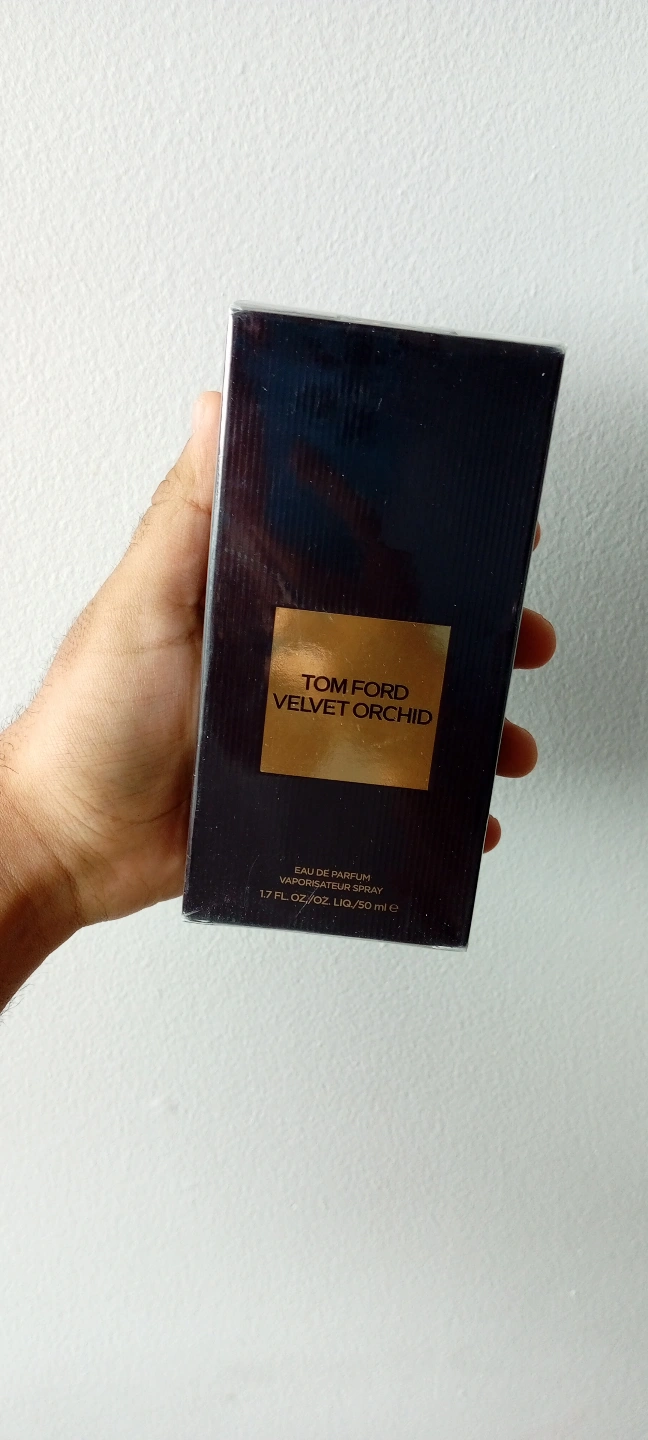 TOM FORD
VELVET ORCHID
EAU DE PARFUM
VAPORISATEUR SPRAY
1.7 FL. OZ./OZ. LIQ./50 ml ℮